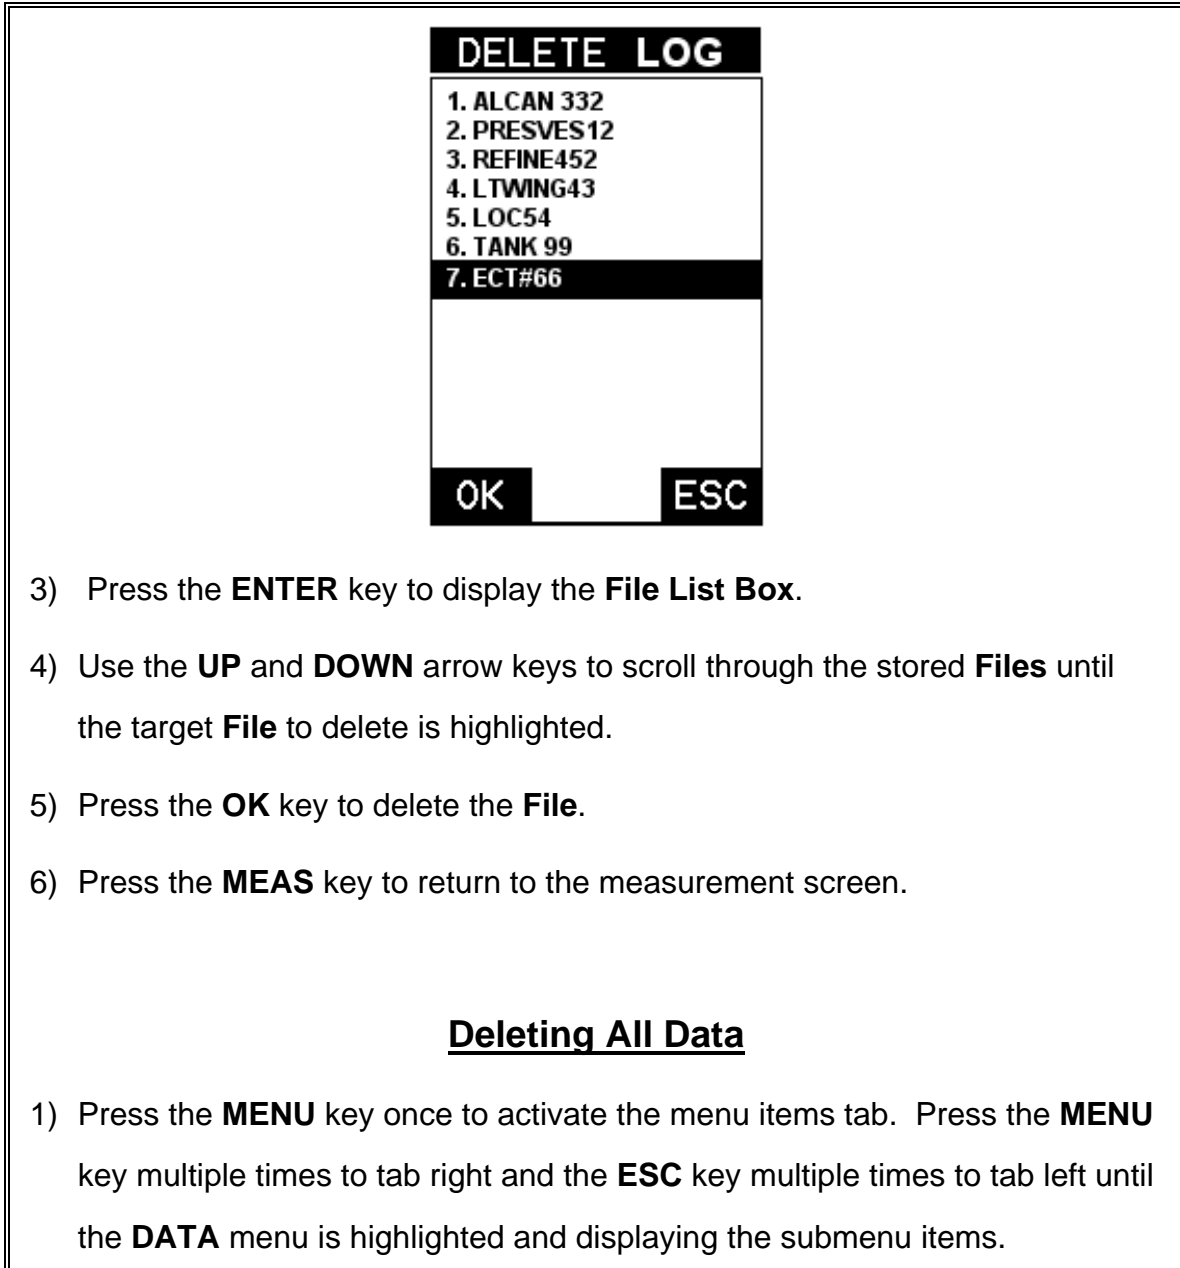 DELETE LOG
1. ALCAN 332
2. PRESVES12
3. REFINE452
4. LTWING43
5. LOC54
6. TANK 99
7. ECT#66
OK ESC
3) Press the ENTER key to display the File List Box.
4) Use the UP and DOWN arrow keys to scroll through the stored Files until
the target File to delete is highlighted.
5) Press the OK key to delete the File.
6) Press the MEAS key to return to the measurement screen.
Deleting All Data
1) Press the MENU key once to activate the menu items tab. Press the MENU
key multiple times to tab right and the ESC key multiple times to tab left until
the DATA menu is highlighted and displaying the submenu items.